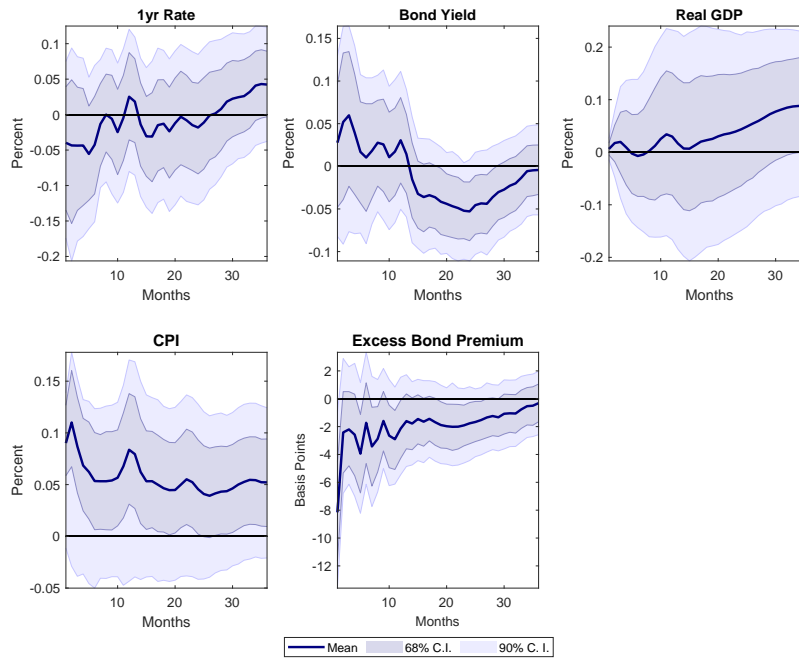 1yr Rate
Bond Yield
Real GDP
0.1
0.05
0
-0.05
-0.1
-0.15
-0.2
Percent
10 20 30
Months
0.15
0.1
0.05
0
-0.05
-0.1
Percent
10 20 30
Months
0.2
0.1
0
-0.1
-0.2
Percent
10 20 30
Months
CPI
Excess Bond Premium
0.15
0.1
0.05
0
-0.05
Percent
10 20 30
Months
2
0
-2
-4
-6
-8
-10
-12
Basis Points
10 20 30
Months
Mean 68% C.I. 90% C. I.